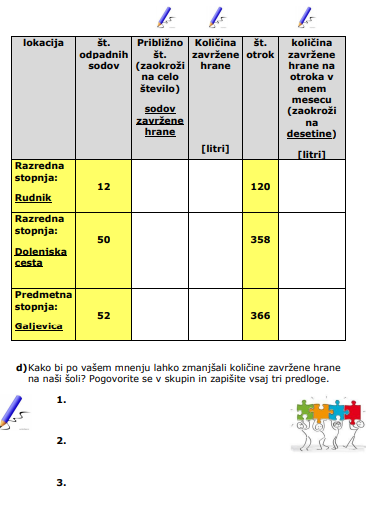 lokacija
št.
odpadnih
sodov
Približno
št.
(zaokroži
na celo
število)
sodov
zavržene
hrane
Količina
zavržene
hrane
[litri]
št.
otrok
količina
zavržene
hrane na
otroka v
enem
mesecu
(zaokroži
na
desetine)
[litri]
Razredna
stopnja:
Rudnik
12
120
Razredna
stopnja:
Dolenjska
cesta
50
358
Predmetna
stopnja:
Galjevica
52
366
d) Kako bi po vašem mnenju lahko zmanjšali količine zavržene hrane
na naši šoli? Pogovorite se v skupin in zapišite vsaj tri predloge.
1.
2.
3.